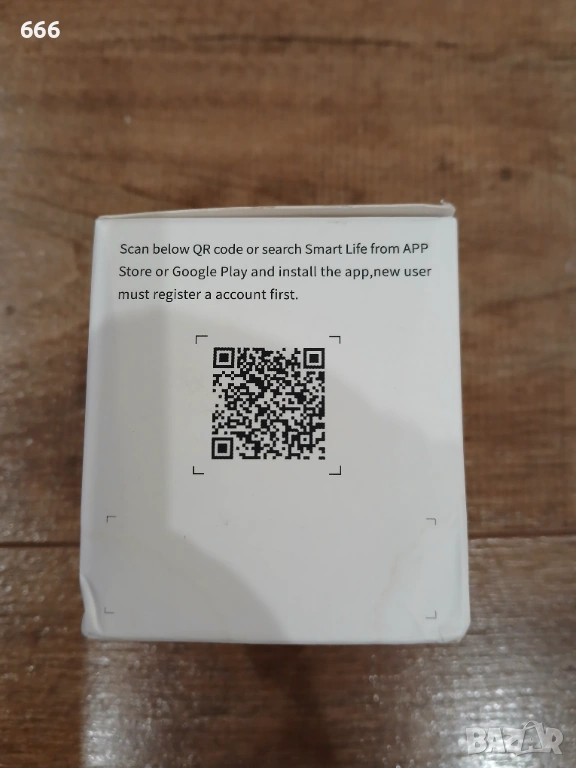 666
Scan below QR code or search Smart Life from APP
Store or Google Play and install the app,new user
must register a account first.
BAZAR